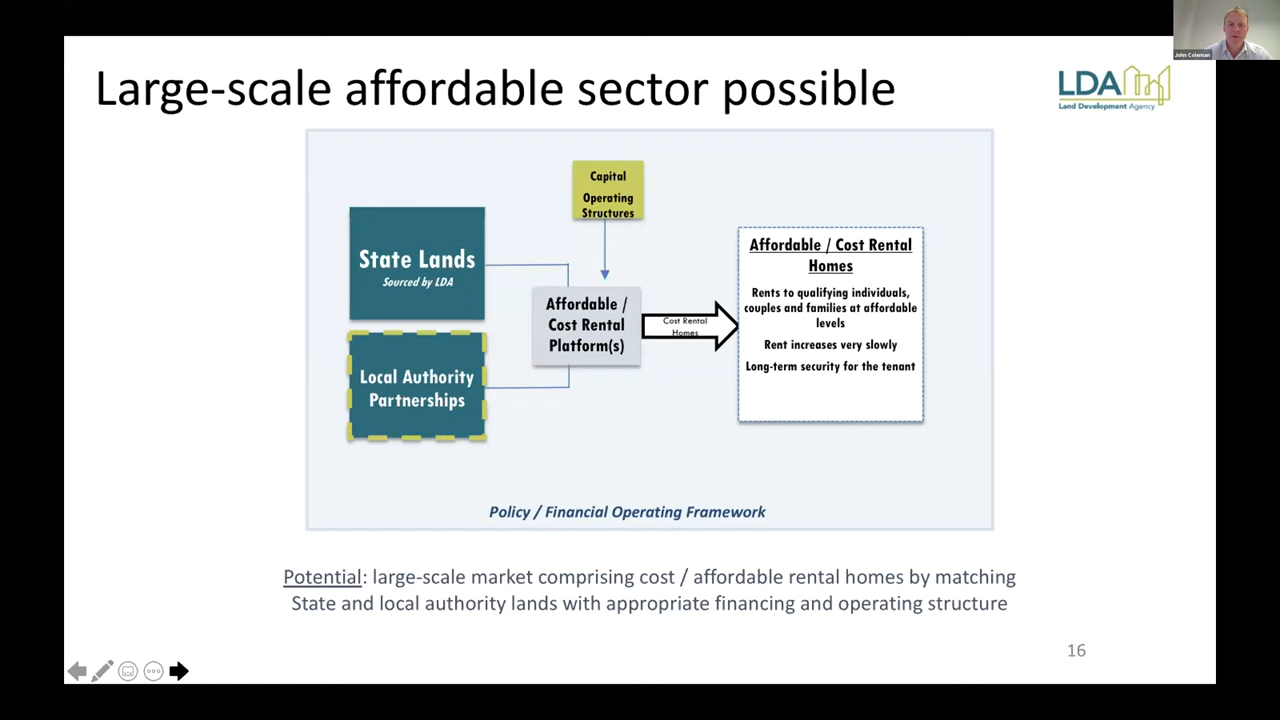 John Coleman
Large-scale affordable sector possible
LDA
Land Development Agency
Capital
Operating
Structures
State Lands
Sourced by LDA
Local Authority
Partnerships
Affordable /
Cost Rental
Platform(s)
Cost Rental
Homes
Affordable / Cost Rental
Homes
Rents to qualifying individuals,
couples and families at affordable
levels
Rent increases very slowly
Long-term security for the tenant
Policy / Financial Operating Framework
Potential: large-scale market comprising cost / affordable rental homes by matching
State and local authority lands with appropriate financing and operating structure
16